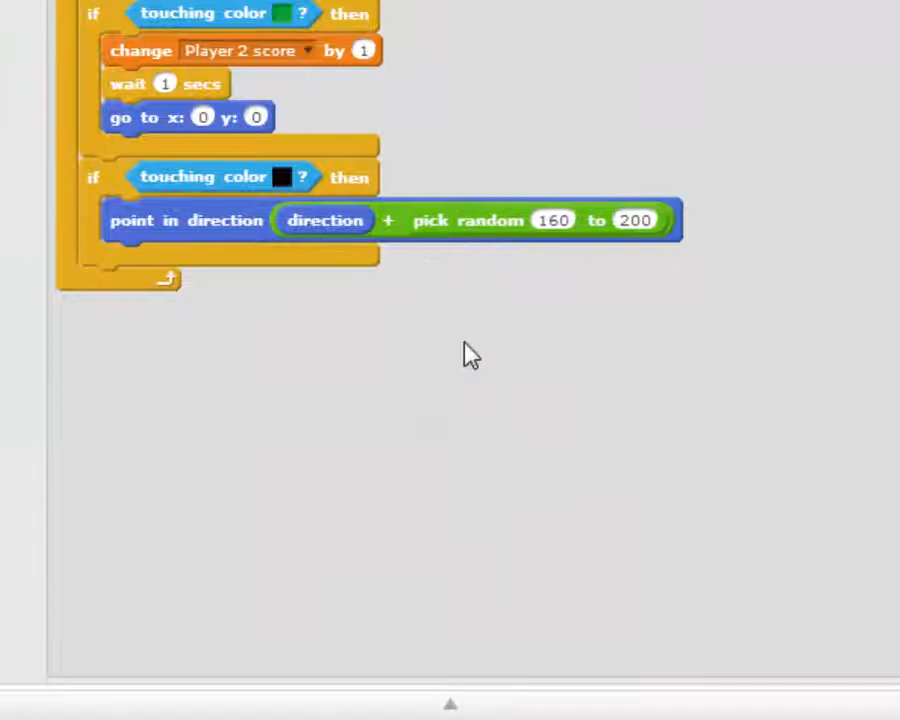 if touching color ? then
change Player 2 score by 1
wait 1 secs
go to x: 0 y: 0
if touching color ? then
point in direction direction + pick random 160 to 200